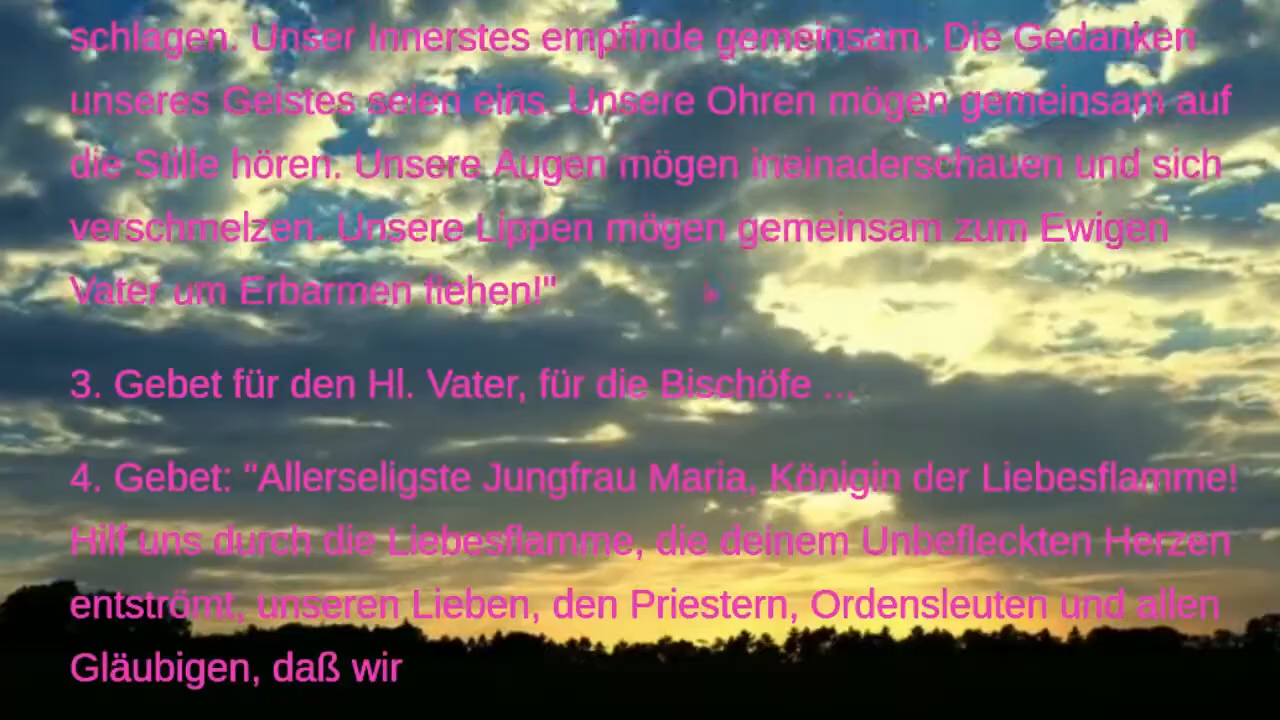 schlagen. Unser Innerstes empfinde gemeinsam. Die Gedanken
unseres Geistes seien eins. Unsere Ohren mögen gemeinsam auf
die Stille hören. Unsere Augen mögen ineinaderschauen und sich
verschmelzen. Unsere Lippen mögen gemeinsam zum Ewigen
Vater um Erbarmen flehen!"
3. Gebet für den Hl. Vater, für die Bischöfe ...
4. Gebet: "Allerseligste Jungfrau Maria, Königin der Liebesflamme!
Hilf uns durch die Liebesflamme, die deinem Unbefleckten Herzen
entströmt, unseren Lieben, den Priestern, Ordensleuten und allen
Gläubigen, daß wir